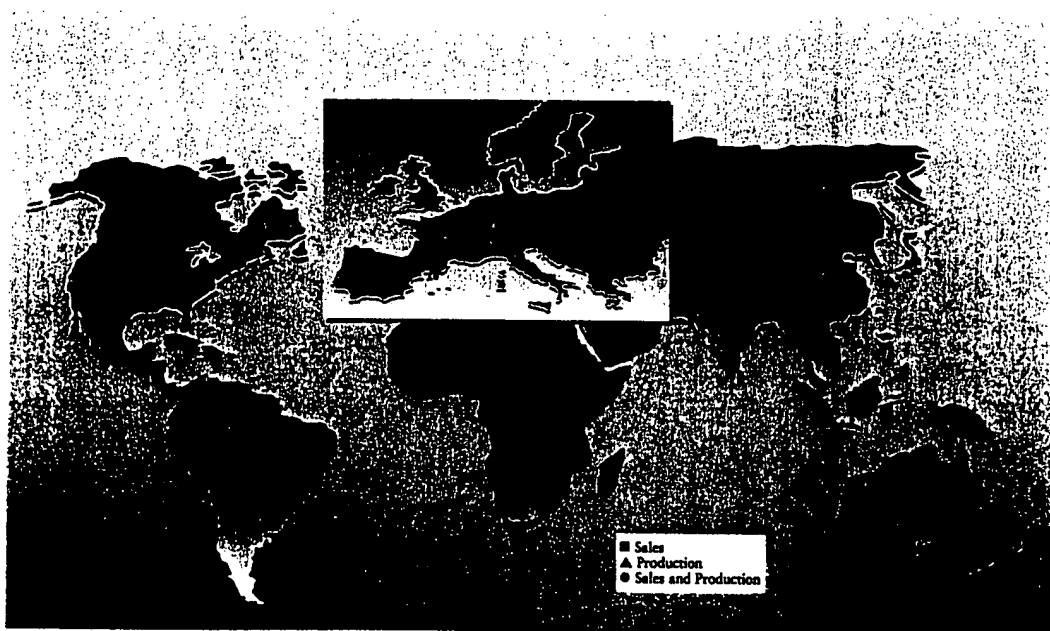 ■ Sales
▲ Production
● Sales and Production